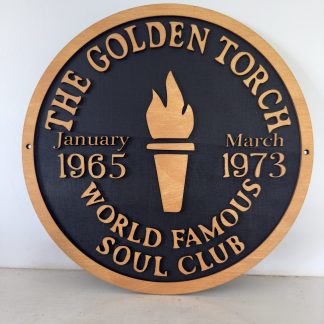 THE GOLDEN TORCH
January
1965
March
1973
WORLD FAMOUS
SOUL CLUB